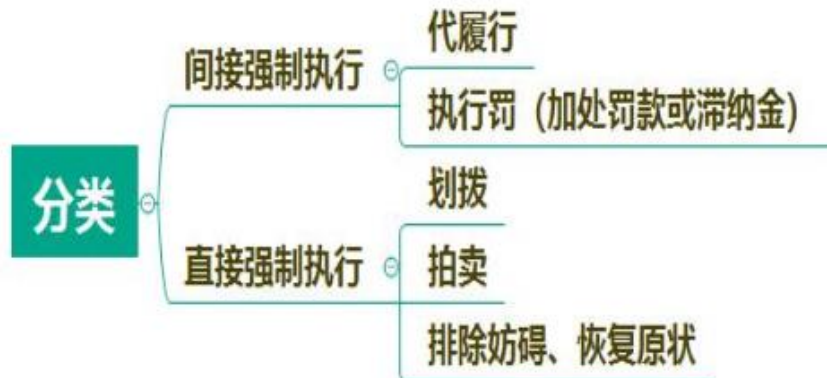 分类
间接强制执行
代履行
执行罚（加处罚款或滞纳金）
直接强制执行
划拨
拍卖
排除妨碍、恢复原状